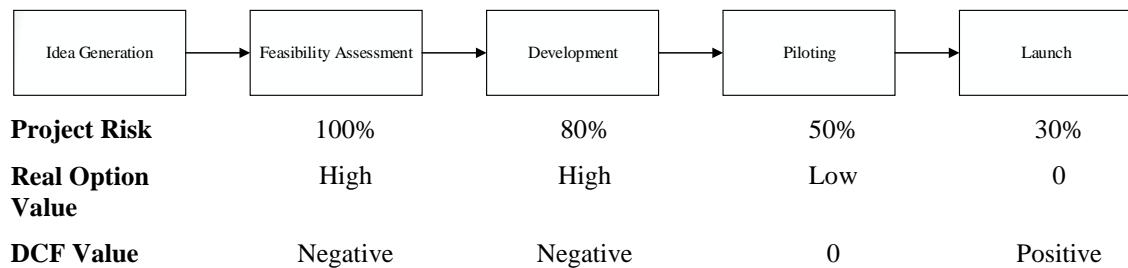 Idea Generation Feasibility Assessment Development Piloting Launch
Project Risk 100% 80% 50% 30%
Real Option High High Low 0
Value
DCF Value Negative Negative 0 Positive